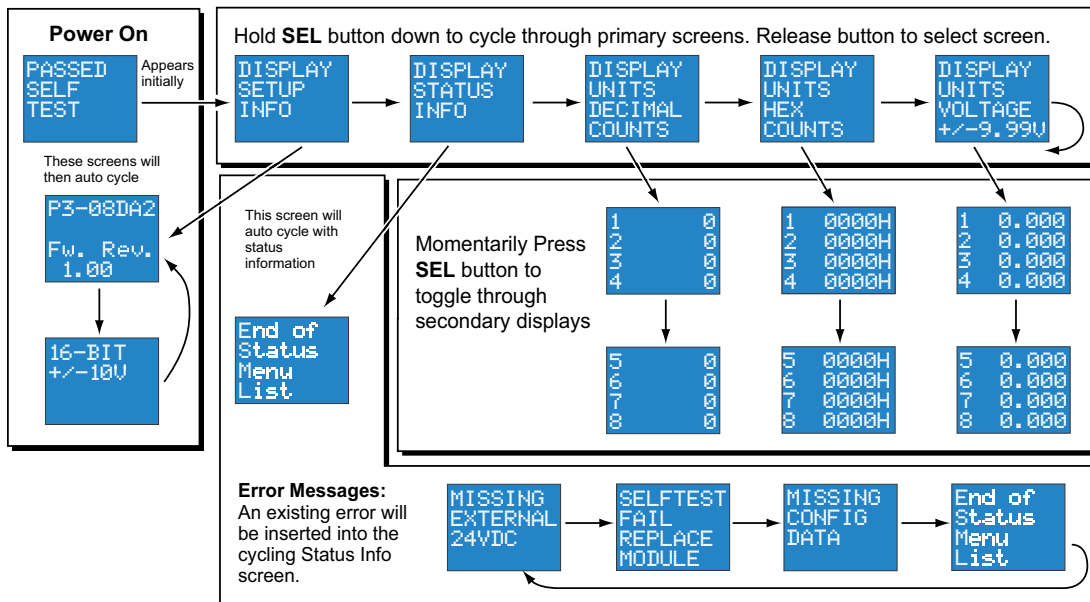 Power On
PASSED
SELF
TEST
Appears
initially
These screens will
then auto cycle
P3-08DA2
Fw. Rev.
1.00
16-BIT
+/-10V
Hold SEL button down to cycle through primary screens. Release button to select screen.
DISPLAY
SETUP
INFO
DISPLAY
STATUS
INFO
DISPLAY
UNITS
DECIMAL
COUNTS
DISPLAY
UNITS
HEX
COUNTS
DISPLAY
UNITS
VOLTAGE
+/-9.99V
This screen will
auto cycle with
status
information
End of
Status
Menu
List
Momentarily Press
SEL button to
toggle through
secondary displays
1 0
2 0
3 0
4 0
5 0
6 0
7 0
8 0
1 0000H
2 0000H
3 0000H
4 0000H
5 0000H
6 0000H
7 0000H
8 0000H
1 0.000
2 0.000
3 0.000
4 0.000
5 0.000
6 0.000
7 0.000
8 0.000
Error Messages:
An existing error will
be inserted into the
cycling Status Info
screen.
MISSING
EXTERNAL
24VDC
SELFTEST
FAIL
REPLACE
MODULE
MISSING
CONFIG
DATA
End of
Status
Menu
List